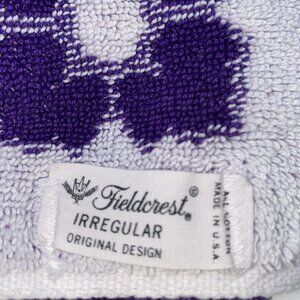 Fieldcrest®
IRREGULAR
ORIGINAL DESIGN
ALL COTTON
MADE IN
U.S.A